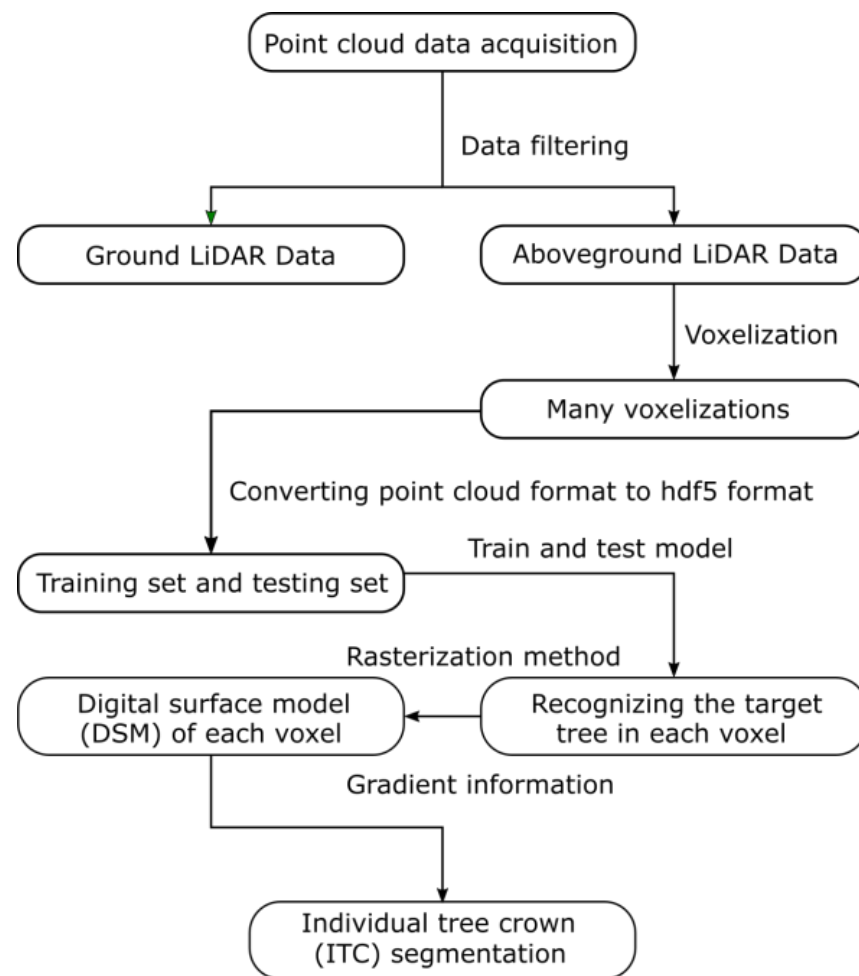 Point cloud data acquisition
Data filtering
Ground LiDAR Data
Aboveground LiDAR Data
Voxelization
Many voxelizations
Converting point cloud format to hdf5 format
Train and test model
Training set and testing set
Rasterization method
Digital surface model
(DSM) of each voxel
Recognizing the target
tree in each voxel
Gradient information
Individual tree crown
(ITC) segmentation